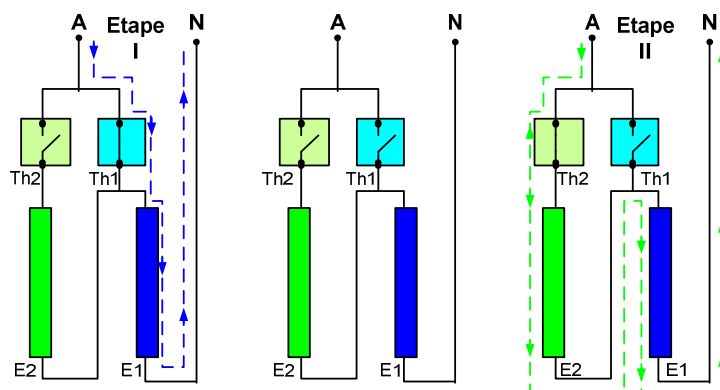 A Etape I N
Th2 Th1
E2 E1
A N
Th2 Th1
E2 E1
A Etape II N
Th2 Th1
E2 E1